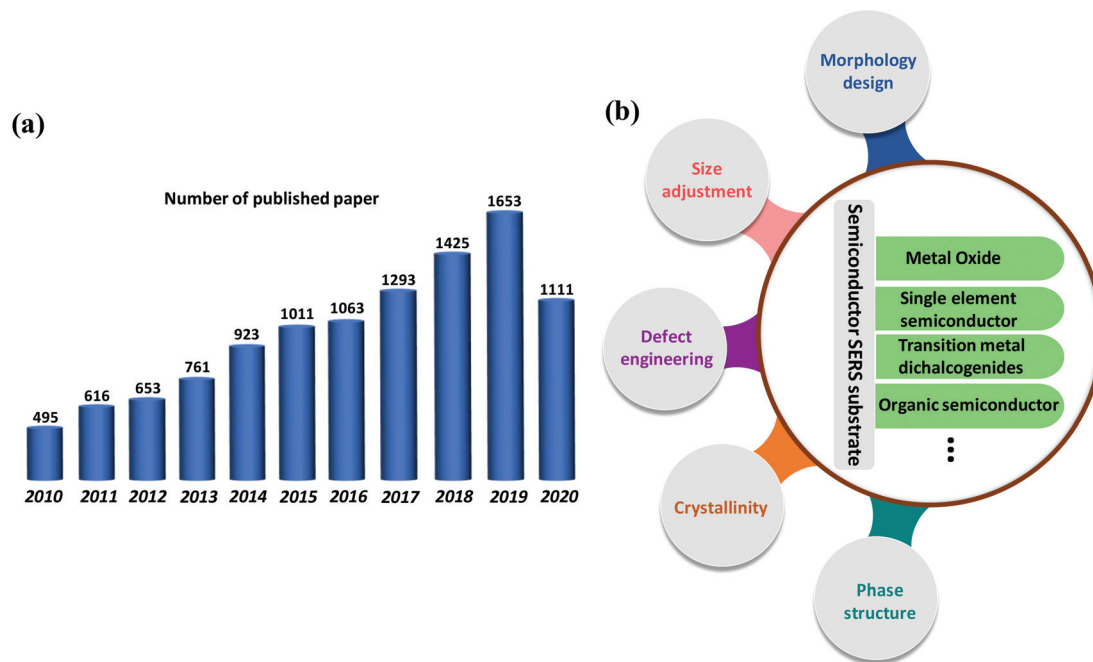 (a)
Number of published paper
495
616
653
761
923
1011
1063
1293
1425
1653
1111
2010
2011
2012
2013
2014
2015
2016
2017
2018
2019
2020
(b)
Morphology
design
Size
adjustment
Defect
engineering
Crystallinity
Phase
structure
Semiconductor SERS substrate
Metal Oxide
Single element
semiconductor
Transition metal
dichalcogenides
Organic semiconductor
...